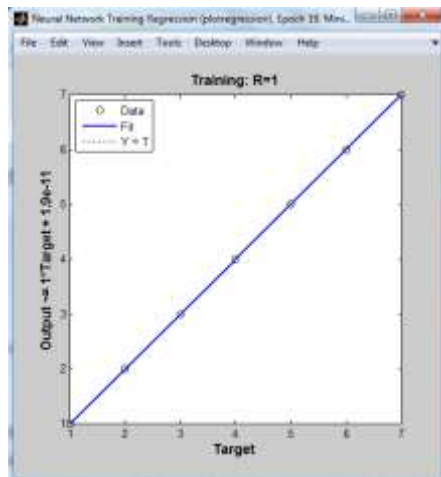 Neural Network Training Regression (plotregression), Epoch 16, Mini...
File Edit View Insert Tools Desktop Window Help
Training: R=1
7
Data
Fit
Y = T
6
5
4
3
2
1
Output ~= 1*Target + 1.9e-11
1 2 3 4 5 6 7
Target